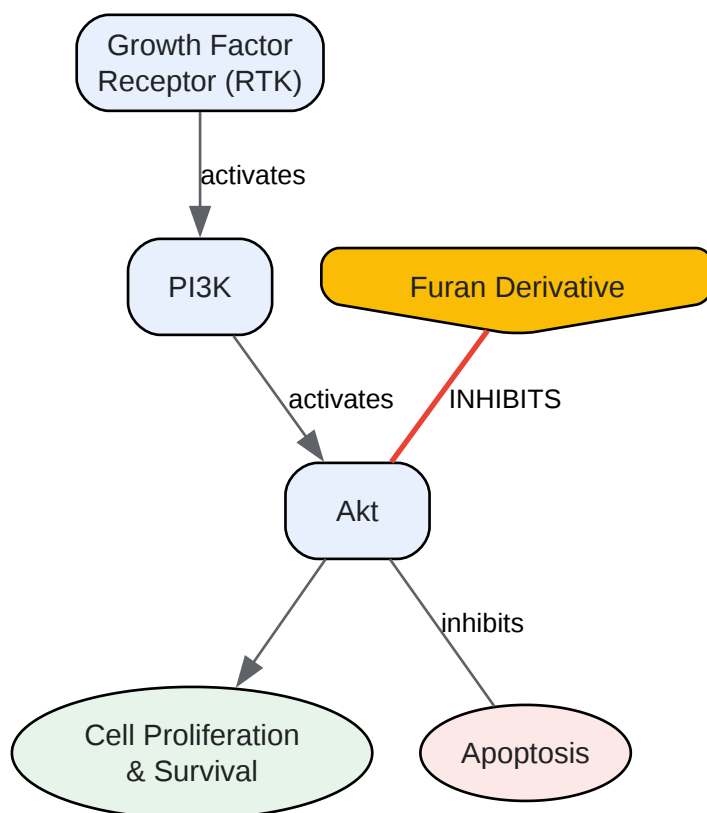 Growth Factor
Receptor (RTK)
activates
PI3K
Furan Derivative
activates
INHIBITS
Akt
inhibits
Cell Proliferation
& Survival
Apoptosis